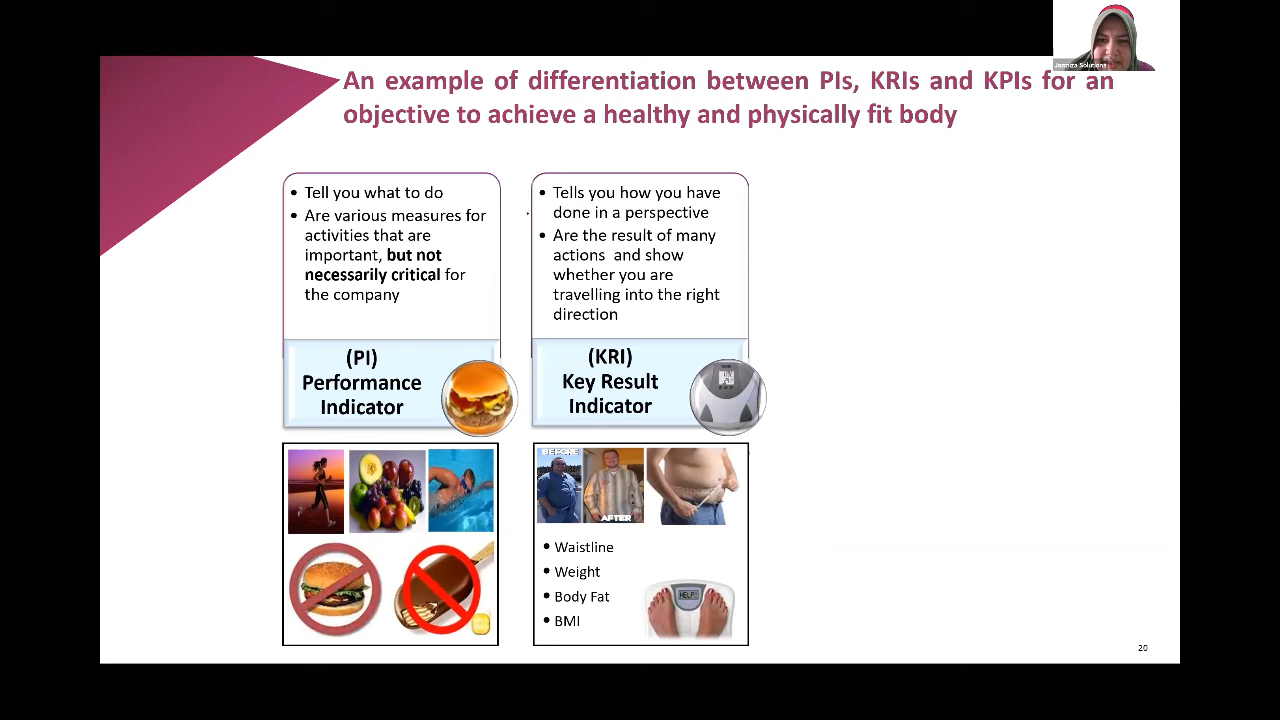 Jasmiza Solutions
An example of differentiation between PIs, KRIs and KPIs for an
objective to achieve a healthy and physically fit body
• Tell you what to do
• Are various measures for
activities that are
important, but not
necessarily critical for
the company
(PI)
Performance
Indicator
• Tells you how you have
done in a perspective
• Are the result of many
actions and show
whether you are
travelling into the right
direction
(KRI)
Key Result
Indicator
BEFORE
AFTER
• Waistline
• Weight
• Body Fat
• BMI
HELP!
20